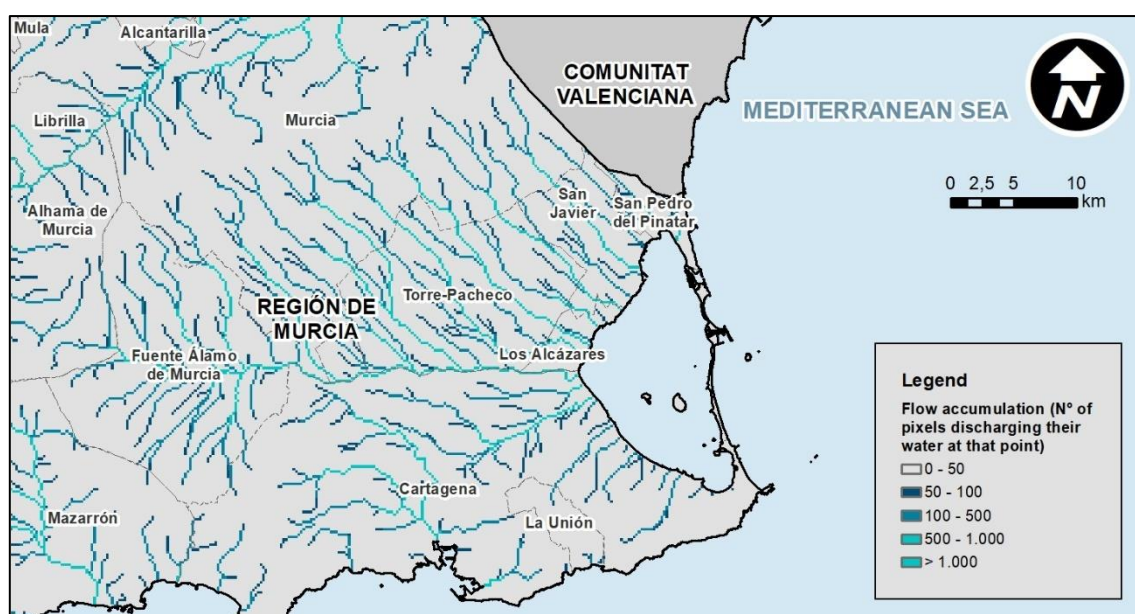 Mula
Alcantarilla
COMUNITAT
VALENCIANA
MEDITERRANEAN SEA
N
Librilla
Murcia
0 2,5 5 10
km
San
Javier
San Pedro
del Pinatar
Alhama de
Murcia
Torre-Pacheco
REGIÓN DE
MURCIA
Fuente Álamo
de Murcia
Los Alcázares
Cartagena
La Unión
Mazarrón
Legend
Flow accumulation (Nº of
pixels discharging their
water at that point)
0 - 50
50 - 100
100 - 500
500 - 1.000
> 1.000